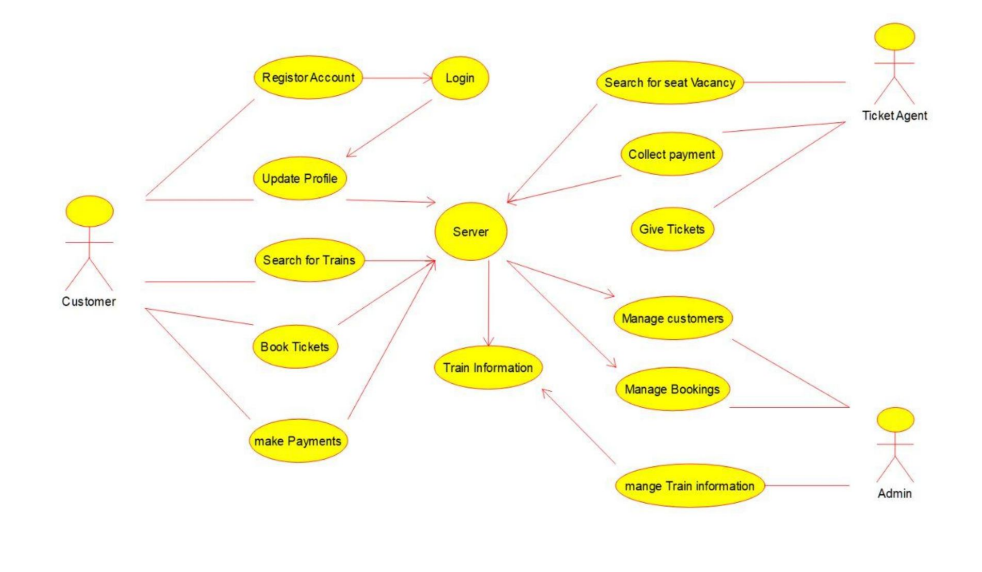 Registor Account
Login
Search for seat Vacancy
Ticket Agent
Collect payment
Update Profile
Give Tickets
Server
Search for Trains
Customer
Manage customers
Book Tickets
Train Information
Manage Bookings
make Payments
mange Train information
Admin